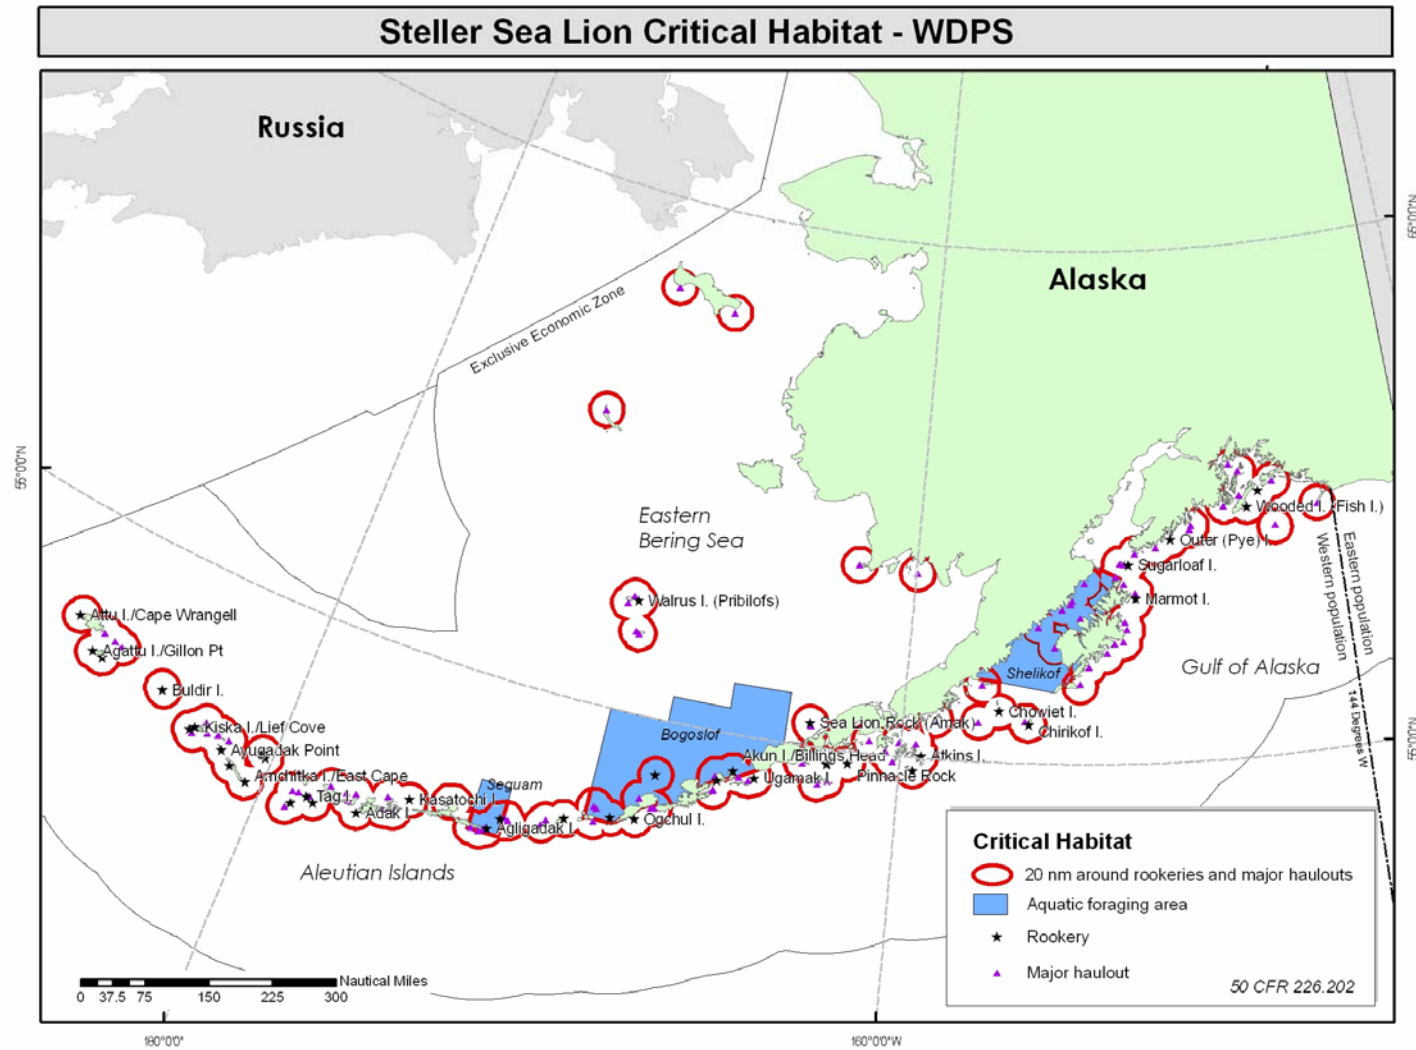 Steller Sea Lion Critical Habitat - WDPS
Russia
Alaska
Exclusive Economic Zone
Eastern
Bering Sea
Walrus I. (Pribilofs)
Wooded I. (Fish I.)
Outer (Pye) I.
Sugarloaf I.
Marmot I.
Eastern population
Western population
144 Degrees W
Gulf of Alaska
Shelikof
Chowiet I.
Chirikof I.
Attu I./Cape Wrangell
Agattu I./Gillon Pt
Buldir I.
Kiska I./Lief Cove
Ayugadak Point
Amchitka I./East Cape
Tag I.
Adak I.
Kasatochi I.
Seguam
Agligadak I.
Bogoslof
Ogchul I.
Sea Lion Rock (Amak)
Akun I./Billings Head
Ugamak I.
Pinnacle Rock
Atkins I.
Aleutian Islands
Critical Habitat
20 nm around rookeries and major haulouts
Aquatic foraging area
Rookery
Major haulout
50 CFR 226.202
Nautical Miles
0 37.5 75 150 225 300
55°0'0"N
180°0'0"
160°0'0"W